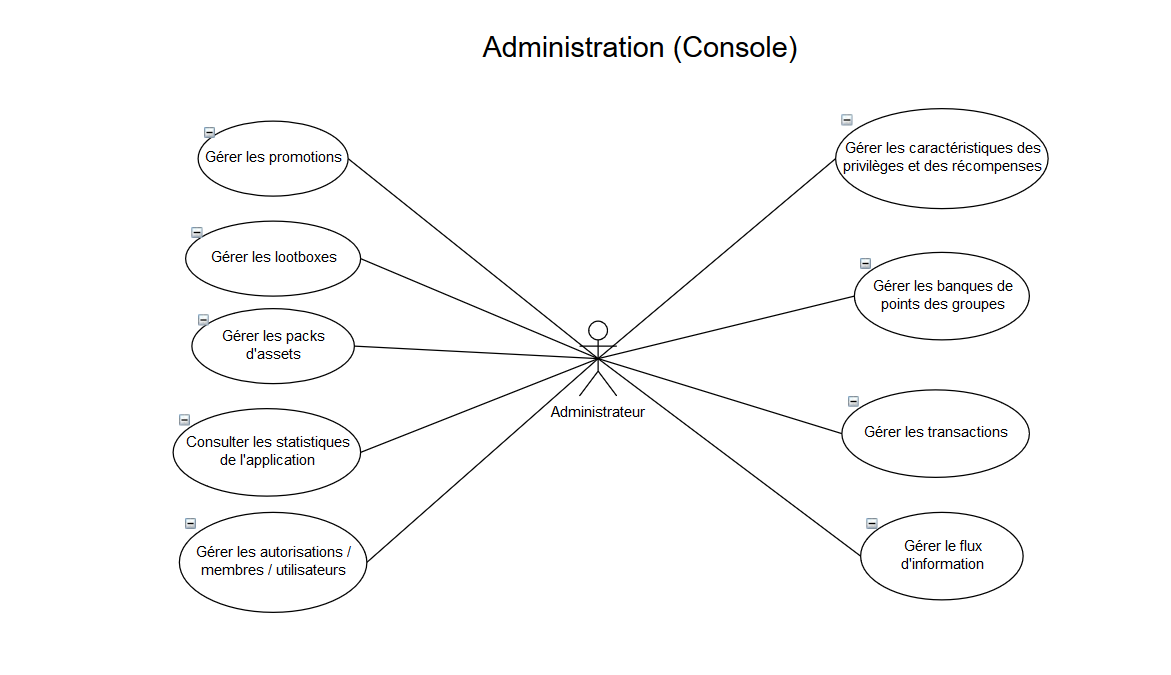 Administration (Console)
Gérer les promotions
Gérer les lootboxes
Gérer les packs
d'assets
Consulter les statistiques
de l'application
Gérer les autorisations /
membres / utilisateurs
Administrateur
Gérer les caractéristiques des
privilèges et des récompenses
Gérer les banques de
points des groupes
Gérer les transactions
Gérer le flux
d'information